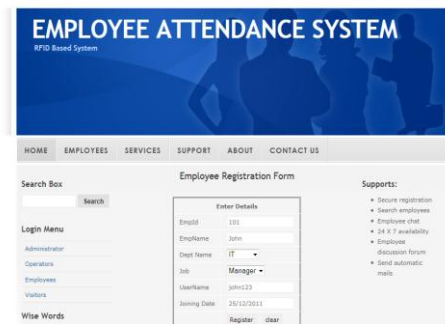 EMPLOYEE ATTENDANCE SYSTEM
RFID Based System
HOME EMPLOYEES SERVICES SUPPORT ABOUT CONTACT US
Search Box
Search
Login Menu
Administrator
Operators
Employees
Visitors
Wise Words
Employee Registration Form
Enter Details
EmpId 101
EmpName John
Dept Name IT
Job Manager
UserName john123
Joining Date 25/12/2011
Register clear
Supports:
Secure registration
Search employees
Employee chat
24 X 7 availability
Employee
discussion forum
Send automatic
mails